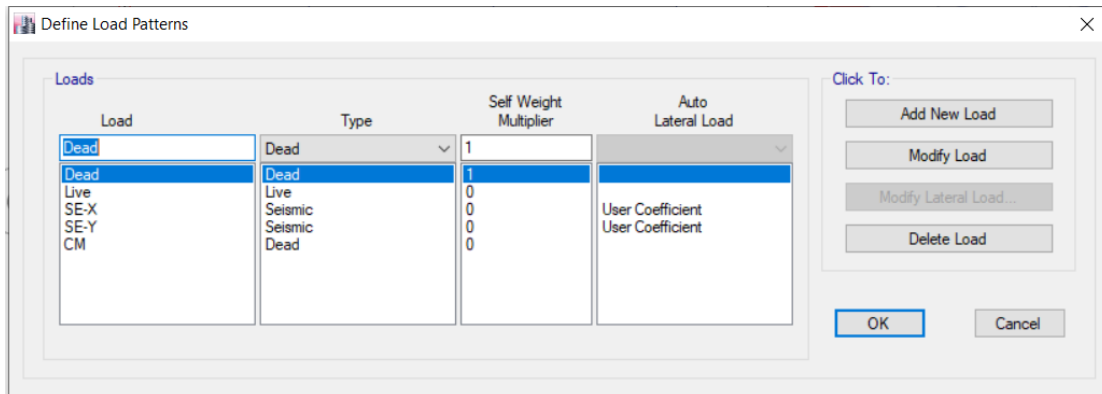 Define Load Patterns
Loads
Click To:
Load Type Self Weight Multiplier Auto Lateral Load
Dead Dead 1
Dead Dead 1
Live Live 0
SE-X Seismic 0 User Coefficient
SE-Y Seismic 0 User Coefficient
CM Dead 0
Add New Load
Modify Load
Modify Lateral Load...
Delete Load
OK Cancel